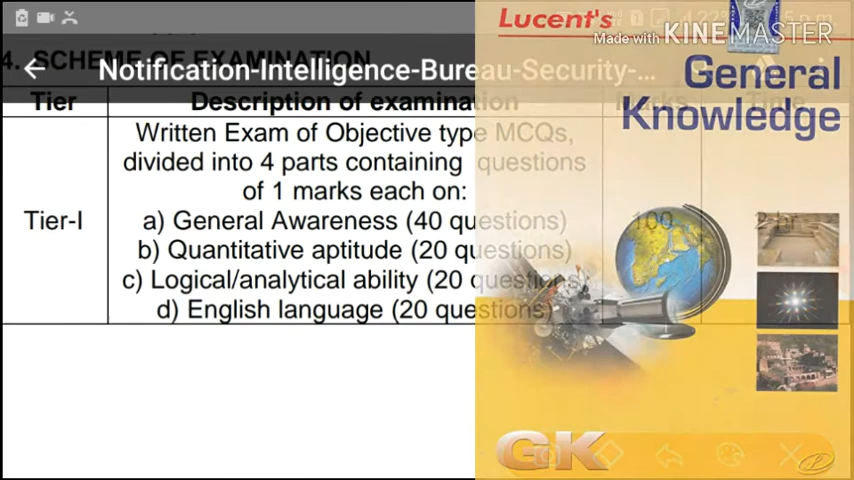 Lucent's
Made with KINEMASTER
4. SCHEME OF EXAMINATION
Notification-Intelligence-Bureau-Security-...
General
Knowledge
Tier Description of examination Marks Time
Written Exam of Objective type MCQs,
divided into 4 parts containing questions
of 1 marks each on:
Tier-I a) General Awareness (40 questions) 100 2 hr
b) Quantitative aptitude (20 questions)
c) Logical/analytical ability (20 questions)
d) English language (20 questions)
GK